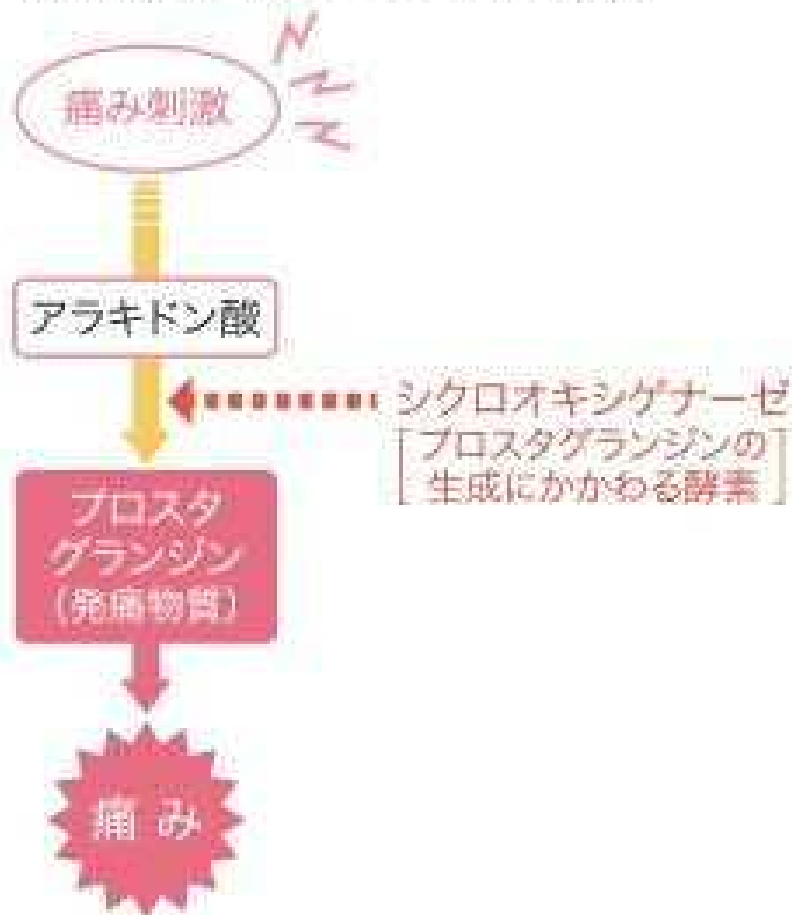 痛み刺激
アラキドン酸
シクロオキシゲナーゼ
[プロスタグランジンの
生成にかかわる酵素]
プロスタ
グランジン
(発痛物質)
痛み